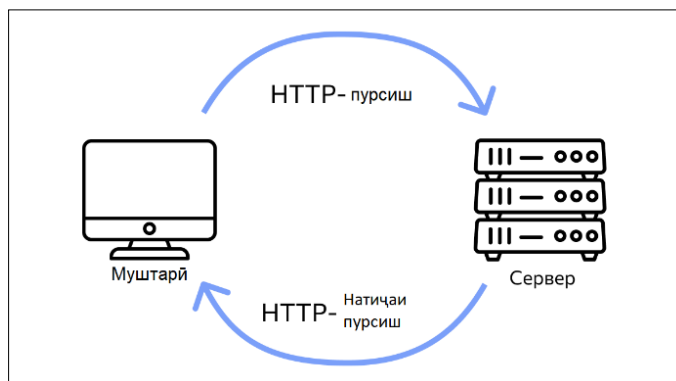 HTTP- пурсиш
Муштарӣ
Сервер
HTTP- Натиҷаи
пурсиш